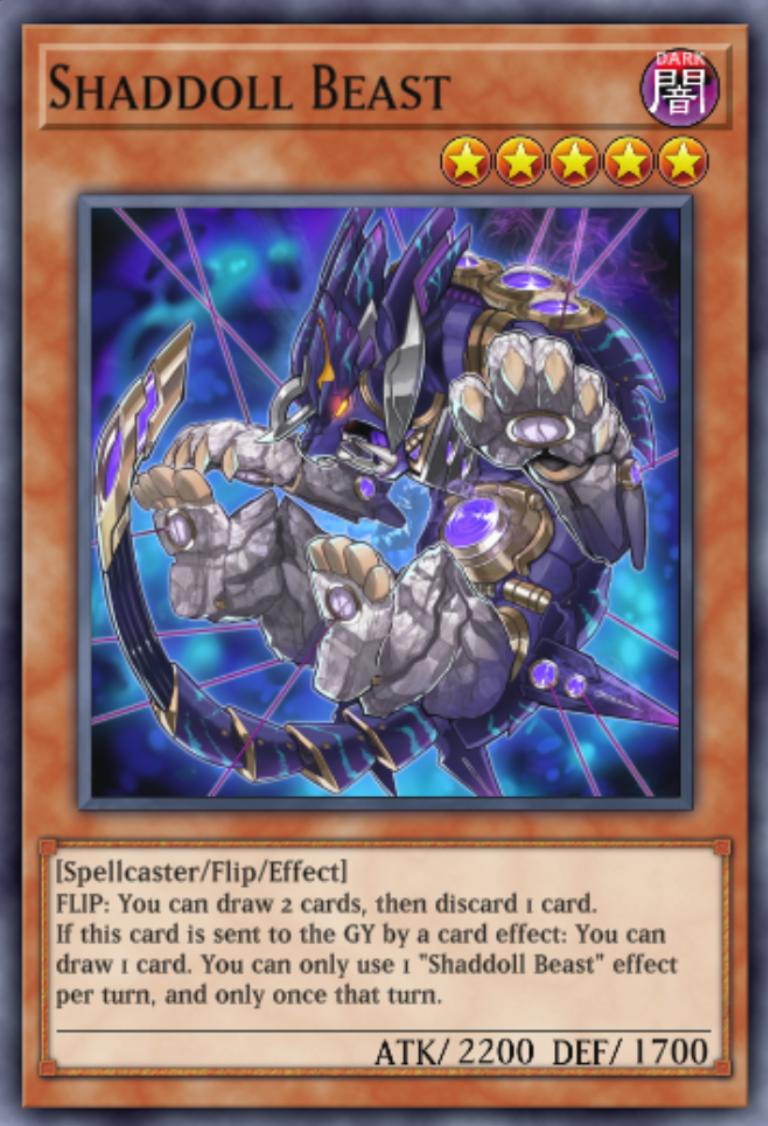 Shaddoll Beast
DARK
闇
[Spellcaster/Flip/Effect]
FLIP: You can draw 2 cards, then discard 1 card.
If this card is sent to the GY by a card effect: You can
draw 1 card. You can only use 1 "Shaddoll Beast" effect
per turn, and only once that turn.
ATK/ 2200 DEF/ 1700